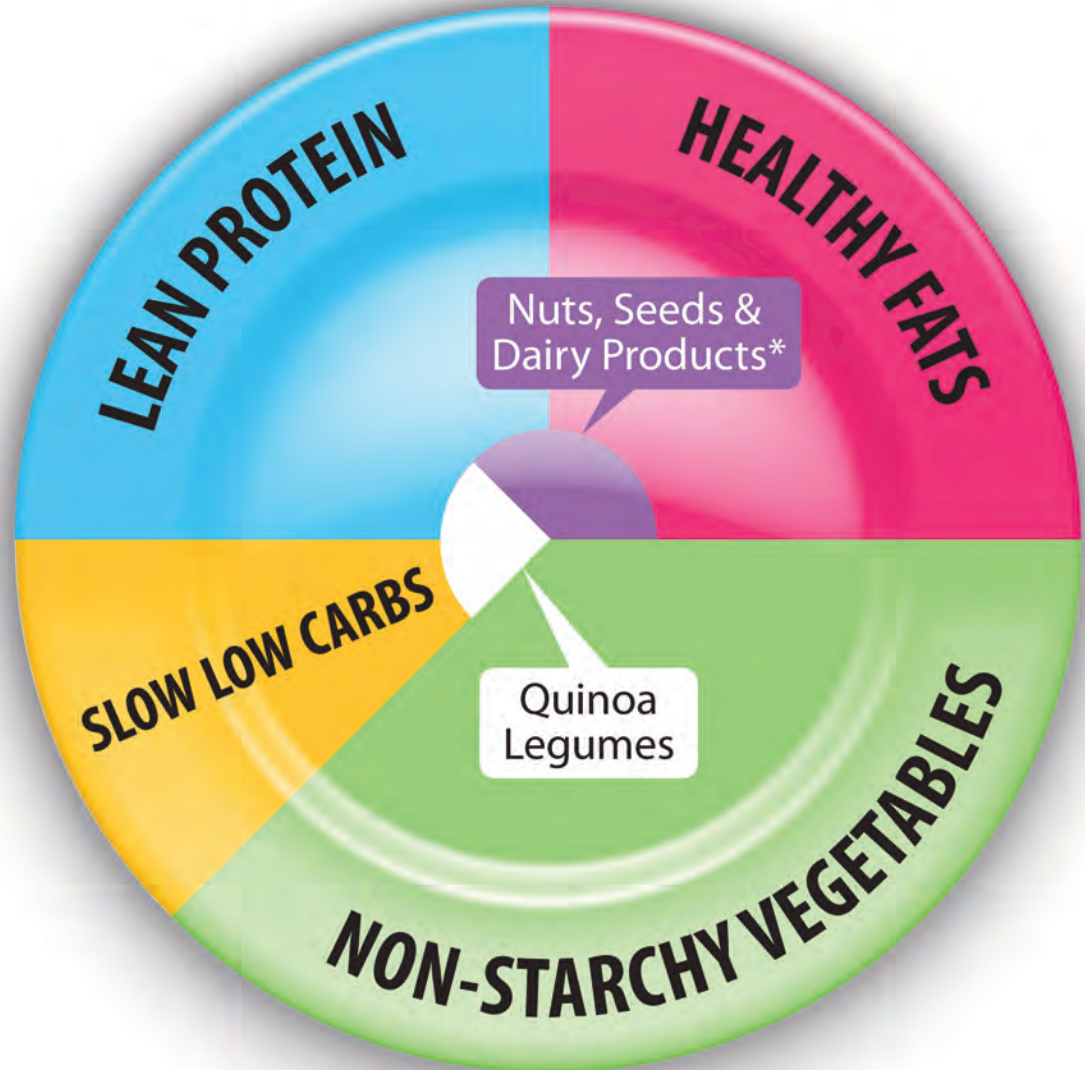 LEAN PROTEIN
HEALTHY FATS
Nuts, Seeds &
Dairy Products*
SLOW LOW CARBS
Quinoa
Legumes
NON-STARCHY VEGETABLES